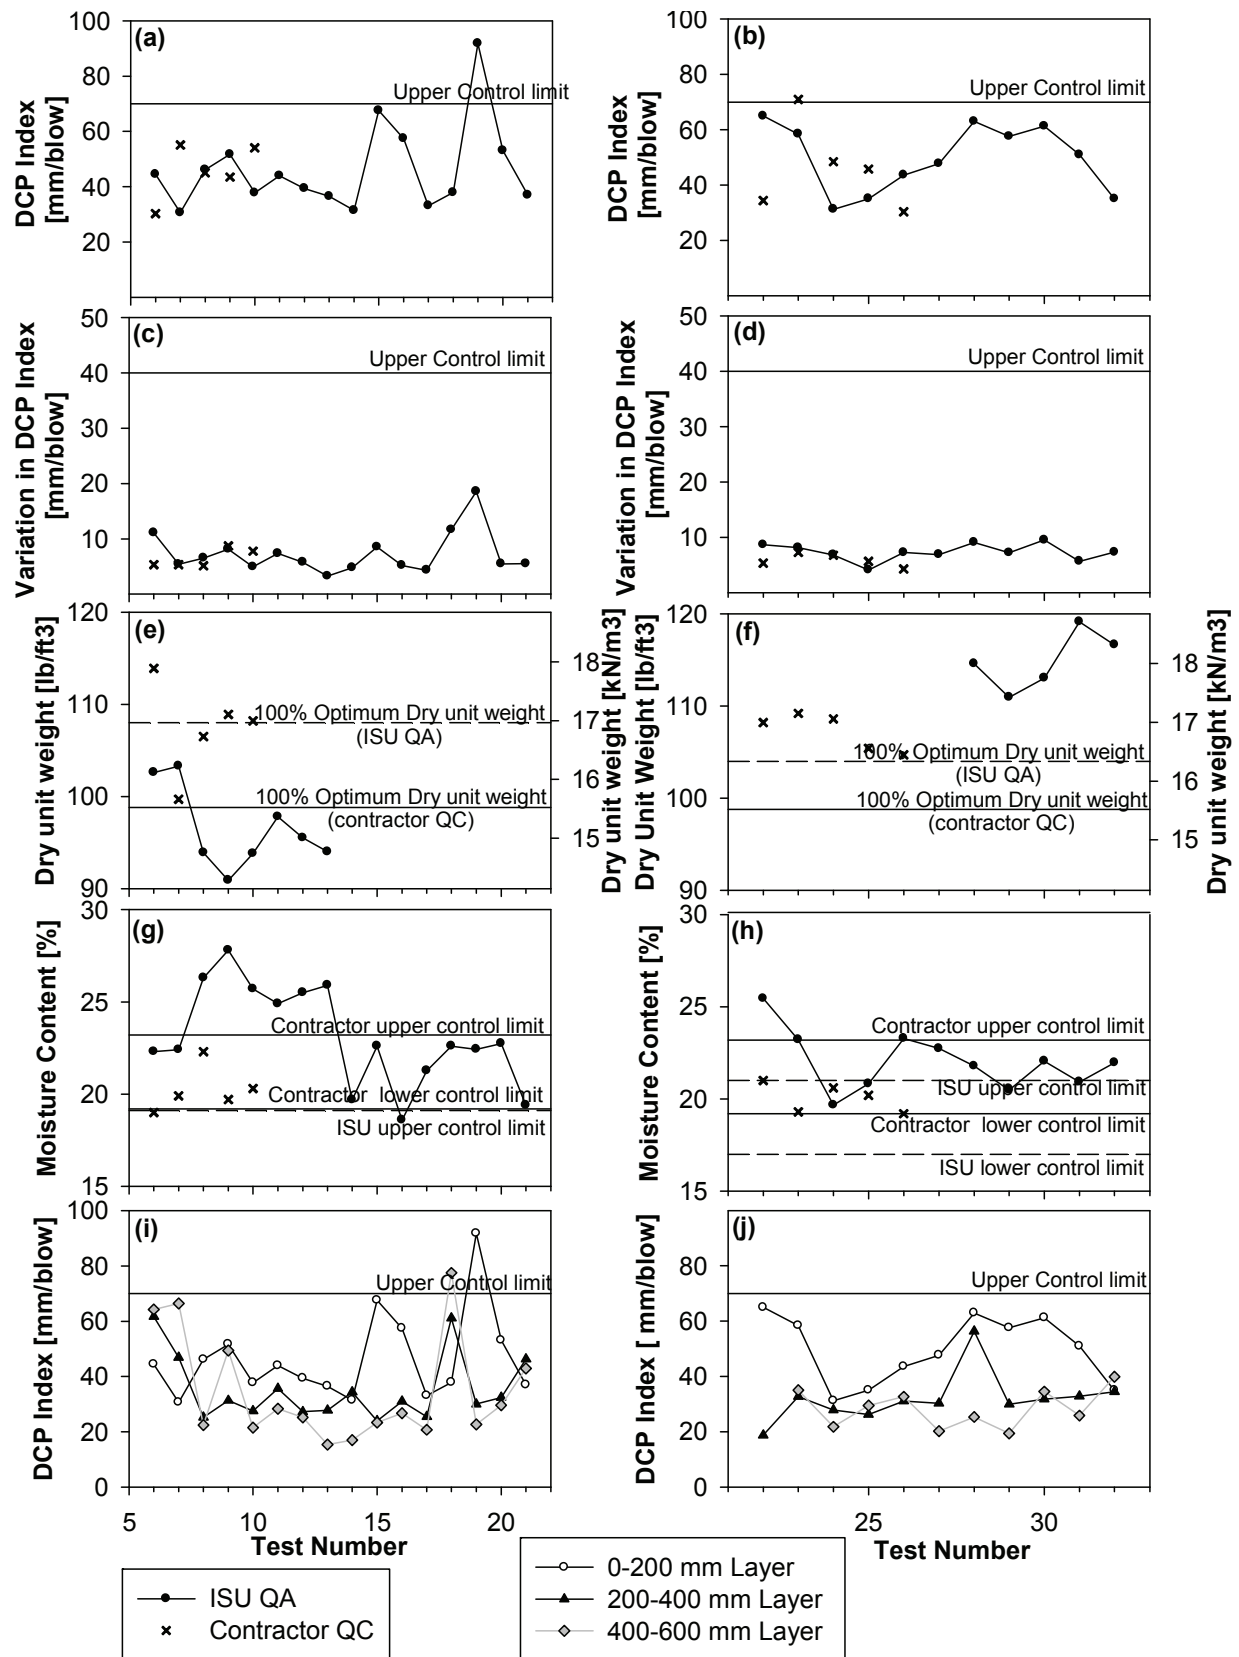 (a)
DCP Index
[mm/blow]
100
80
60
40
20
Upper Control limit
(b)
DCP Index
[mm/blow]
100
80
60
40
20
Upper Control limit
(c)
Variation in DCP Index
[mm/blow]
50
40
30
20
10
Upper Control limit
(d)
Variation in DCP Index
[mm/blow]
50
40
30
20
10
Upper Control limit
(e)
Dry unit weight [lb/ft3]
120
110
100
90
100% Optimum Dry unit weight
(ISU QA)
100% Optimum Dry unit weight
(contractor QC)
18
17
16
15
Dry unit weight [kN/m3]
(f)
Dry Unit Weight [lb/ft3]
120
110
100
90
100% Optimum Dry unit weight
(ISU QA)
100% Optimum Dry unit weight
(contractor QC)
18
17
16
15
Dry unit weight [kN/m3]
(g)
Moisture Content [%]
30
25
20
15
Contractor upper control limit
Contractor lower control limit
ISU upper control limit
(h)
Moisture Content [%]
30
25
20
15
Contractor upper control limit
ISU upper control limit
Contractor lower control limit
ISU lower control limit
(i)
DCP Index [mm/blow]
100
80
60
40
20
0
Upper Control limit
5 10 15 20
Test Number
(j)
DCP Index [ mm/blow]
100
80
60
40
20
0
Upper Control limit
25 30
Test Number
ISU QA
Contractor QC
0-200 mm Layer
200-400 mm Layer
400-600 mm Layer